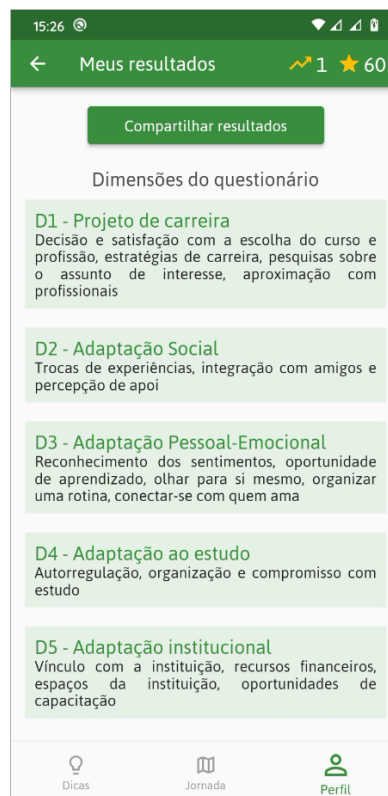 15:26
Meus resultados 1 60
Compartilhar resultados
Dimensões do questionário
D1 - Projeto de carreira
Decisão e satisfação com a escolha do curso e
profissão, estratégias de carreira, pesquisas sobre
o assunto de interesse, aproximação com
profissionais
D2 - Adaptação Social
Trocas de experiências, integração com amigos e
percepção de apoi
D3 - Adaptação Pessoal-Emocional
Reconhecimento dos sentimentos, oportunidade
de aprendizado, olhar para si mesmo, organizar
uma rotina, conectar-se com quem ama
D4 - Adaptação ao estudo
Autorregulação, organização e compromisso com
estudo
D5 - Adaptação institucional
Vínculo com a instituição, recursos financeiros,
espaços da instituição, oportunidades de
capacitação
Dicas Jornada Perfil